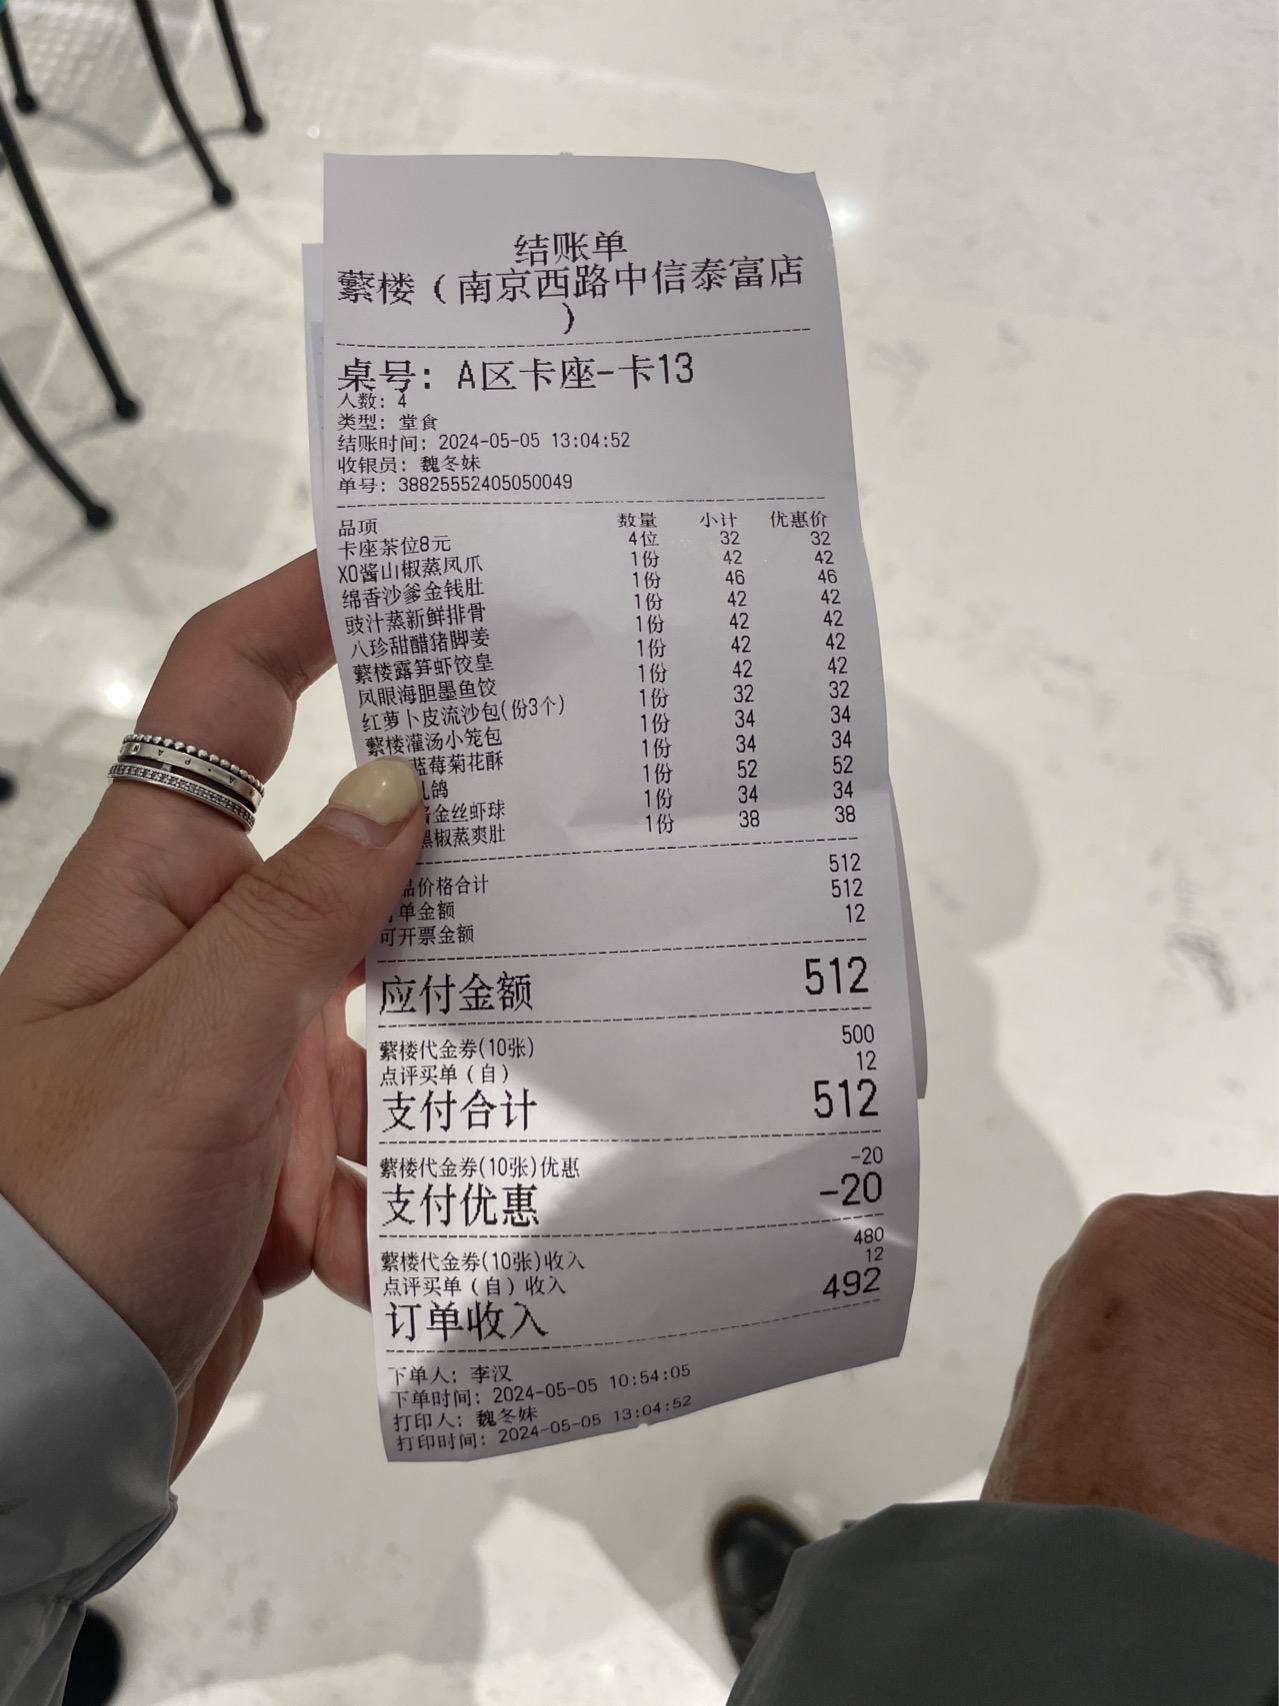 结账单
蘩楼（南京西路中信泰富店
）
桌号：A区卡座-卡13
人数：4
类型：堂食
结账时间：2024-05-05 13:04:52
收银员：魏冬妹
单号：38825552405050049
品项 数量 小计 优惠价
卡座茶位8元 4位 32 32
XO酱山椒蒸凤爪 1份 42 42
绵香沙爹金钱肚 1份 46 46
豉汁蒸新鲜排骨 1份 42 42
八珍甜醋猪脚姜 1份 42 42
蘩楼露笋虾饺皇 1份 42 42
凤眼海胆墨鱼饺 1份 42 42
红萝卜皮流沙包(份3个) 1份 32 32
蘩楼灌汤小笼包 1份 34 34
蓝莓菊花酥 1份 34 34
鸽 1份 52 52
金丝虾球 1份 34 34
黑椒蒸爽肚 1份 38 38
品价格合计 512
单金额 512
可开票金额 12
应付金额 512
蘩楼代金券(10张) 500
点评买单（自） 12
支付合计 512
蘩楼代金券(10张)优惠 -20
支付优惠 -20
蘩楼代金券(10张)收入 480
点评买单（自）收入 12
订单收入 492
下单人：李汉
下单时间：2024-05-05 10:54:05
打印人：魏冬妹
打印时间：2024-05-05 13:04:52